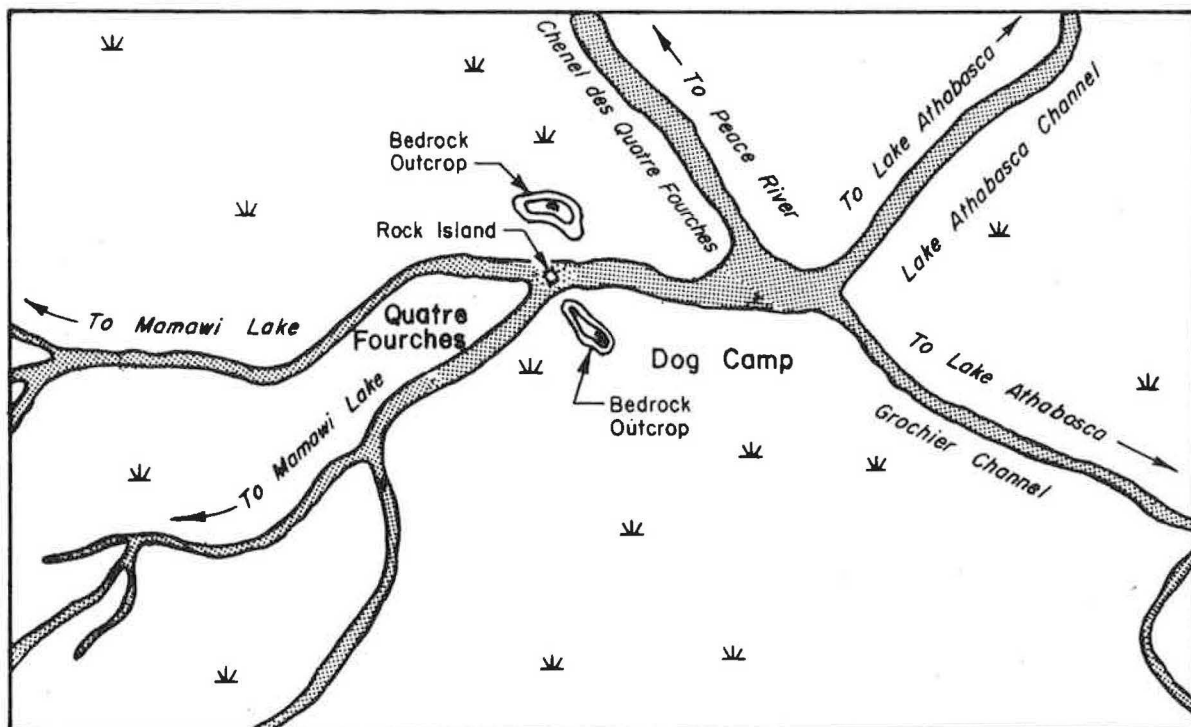 Chenel des Quatre Fourches
To Peace River
To Lake Athabasca
Lake Athabasca Channel
Bedrock
Outcrop
Rock Island
To Mamawi Lake
Quatre
Fourches
To Mamawi Lake
Dog Camp
Bedrock
Outcrop
To Lake Athabasca
Grochier Channel